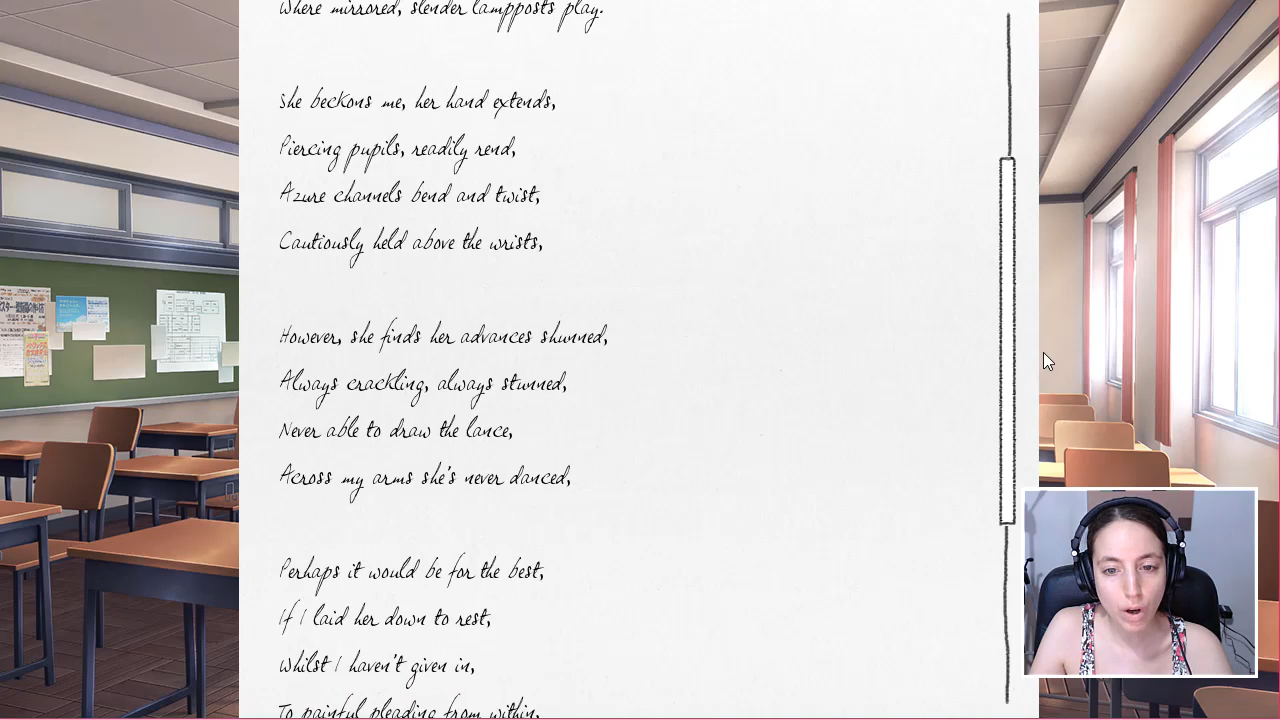 Where mirrored, slender lampposts play.
She beckons me, her hand extends,
Piercing pupils, readily rend,
Azure channels bend and twist,
Cautiously held above the wrists,
However, she finds her advances shunned,
Always crackling, always stunned,
Never able to draw the lance,
Across my arms she's never danced,
Perhaps it would be for the best,
If I laid her down to rest,
Whilst I haven't given in,
To painful pleading from within,